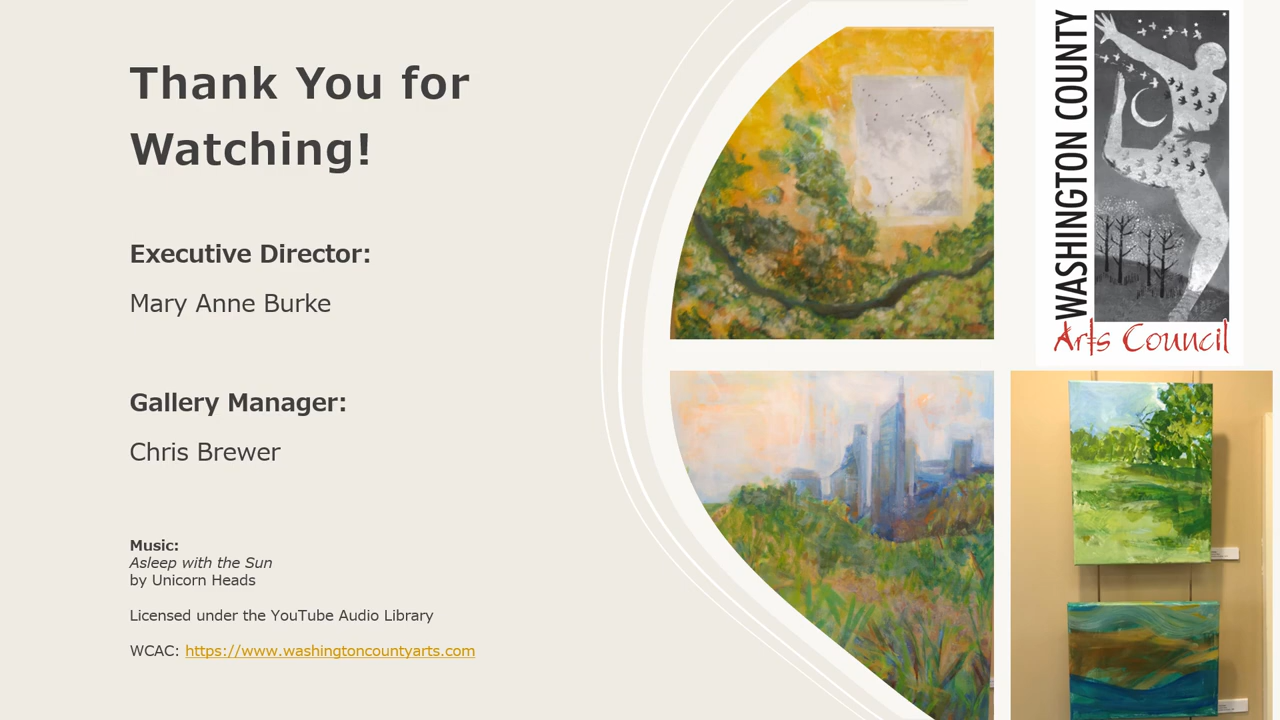 Thank You for
Watching!
Executive Director:
Mary Anne Burke
Gallery Manager:
Chris Brewer
Music:
Asleep with the Sun
by Unicorn Heads
Licensed under the YouTube Audio Library
WCAC: https://www.washingtoncountyarts.com
WASHINGTON COUNTY
Arts Council